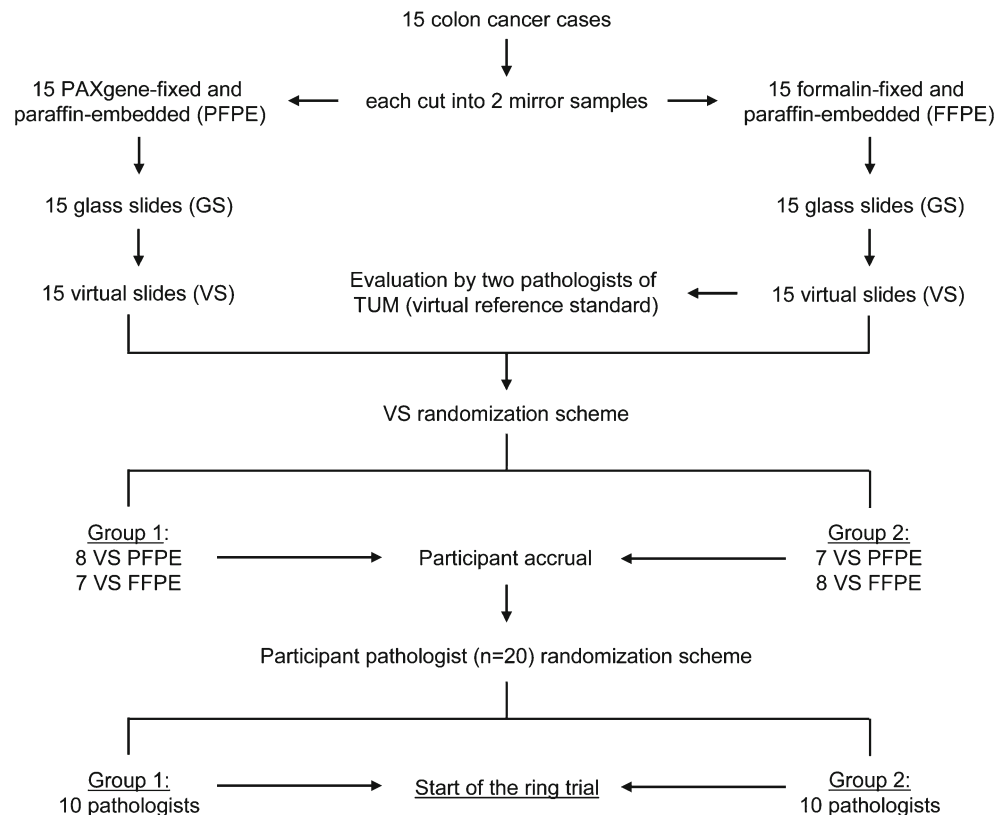 15 colon cancer cases
15 PAXgene-fixed and
paraffin-embedded (PFPE)
each cut into 2 mirror samples
15 formalin-fixed and
paraffin-embedded (FFPE)
15 glass slides (GS)
15 glass slides (GS)
15 virtual slides (VS)
Evaluation by two pathologists of
TUM (virtual reference standard)
15 virtual slides (VS)
VS randomization scheme
Group 1:
8 VS PFPE
7 VS FFPE
Participant accrual
Group 2:
7 VS PFPE
8 VS FFPE
Participant pathologist (n=20) randomization scheme
Group 1:
10 pathologists
Start of the ring trial
Group 2:
10 pathologists